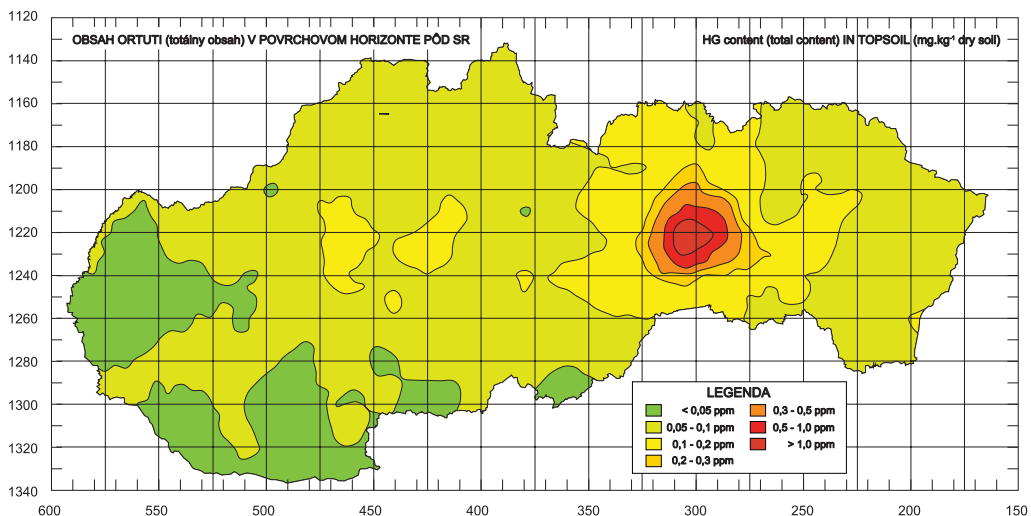 OBSAH ORTUTI (totálny obsah) V POVRCHOVOM HORIZONTE PÔD SR
HG content (total content) IN TOPSOIL (mg.kg⁻¹ dry soil)
1120
1140
1160
1180
1200
1220
1240
1260
1280
1300
1320
1340
600
550
500
450
400
350
300
250
200
150
LEGENDA
< 0,05 ppm
0,05 - 0,1 ppm
0,1 - 0,2 ppm
0,2 - 0,3 ppm
0,3 - 0,5 ppm
0,5 - 1,0 ppm
> 1,0 ppm